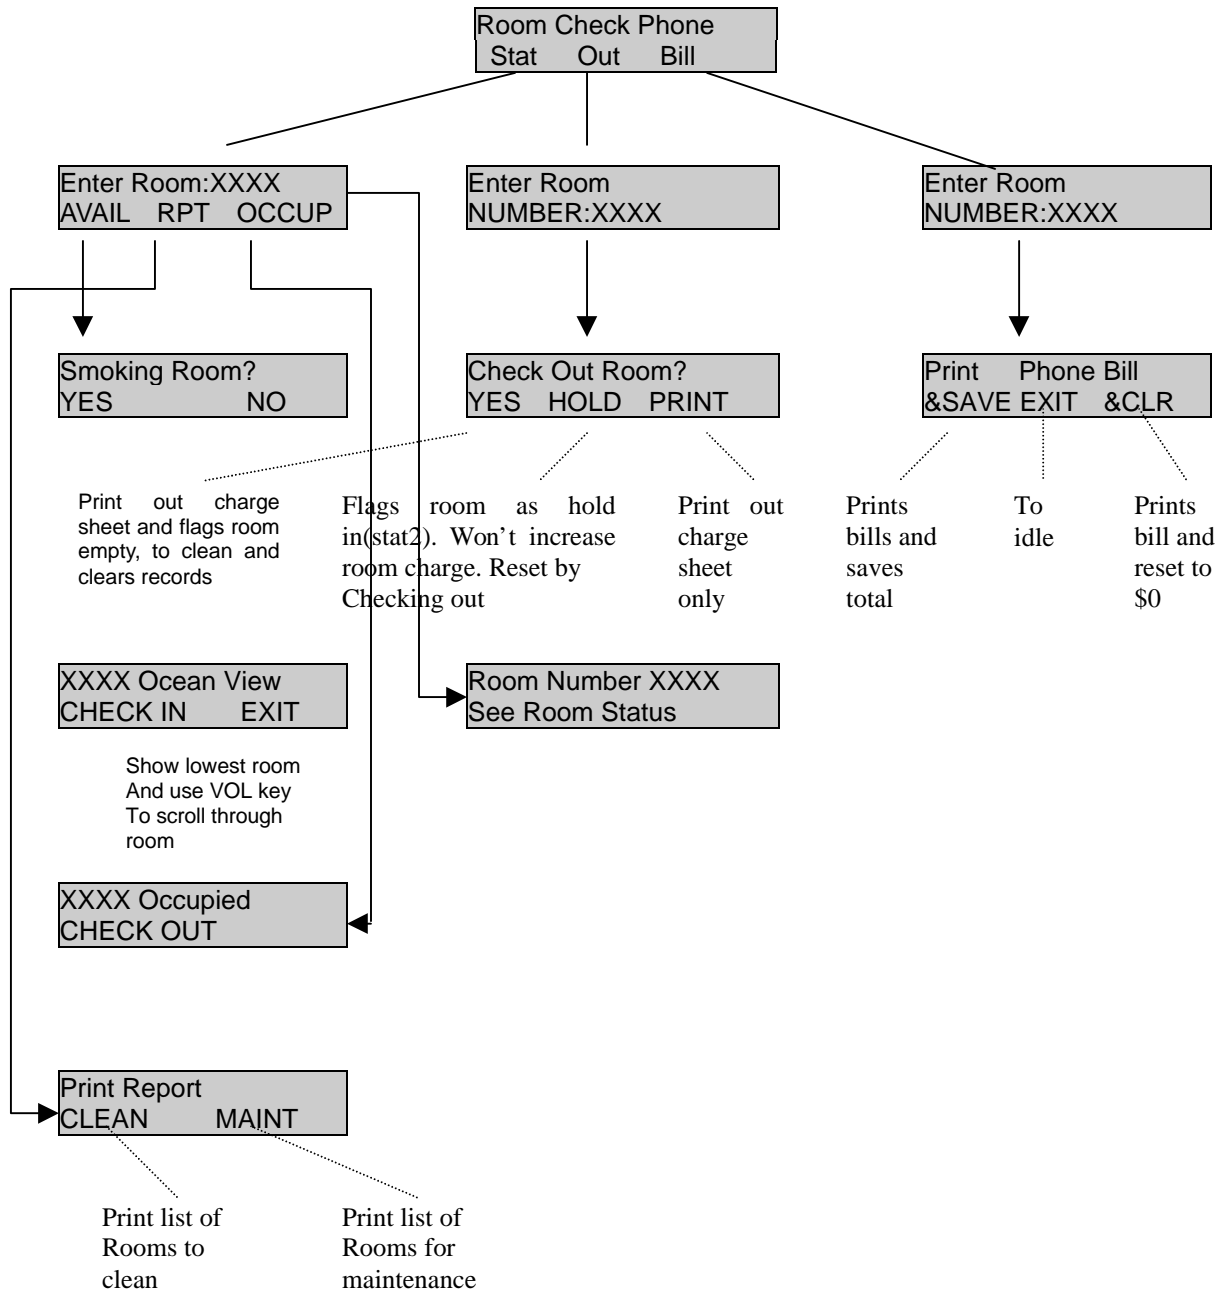 Room Check Phone
Stat Out Bill
Enter Room:XXXX
AVAIL RPT OCCUP
Enter Room
NUMBER:XXXX
Enter Room
NUMBER:XXXX
Smoking Room?
YES NO
Check Out Room?
YES HOLD PRINT
Print Phone Bill
&SAVE EXIT &CLR
Print out charge
sheet and flags room
empty, to clean and
clears records
Flags room as hold
in(stat2). Won't increase
room charge. Reset by
Checking out
Print out
charge
sheet
only
Prints
bills and
saves
total
To
idle
Prints
bill and
reset to
$0
XXXX Ocean View
CHECK IN EXIT
Room Number XXXX
See Room Status
Show lowest room
And use VOL key
To scroll through
room
XXXX Occupied
CHECK OUT
Print Report
CLEAN MAINT
Print list of
Rooms to
clean
Print list of
Rooms for
maintenance